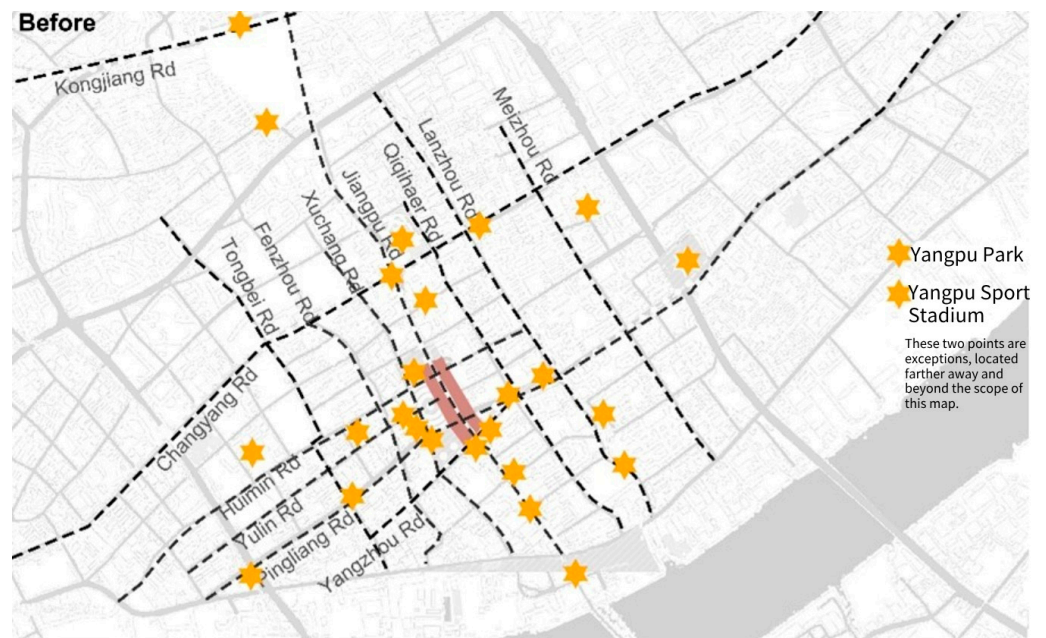 Before
Kongjiang Rd
Meizhou Rd
Lanzhou Rd
Qiqihaer Rd
Jiangpu Rd
Xuchang Rd
Fenzhou Rd
Tongbei Rd
Changyang Rd
Huimin Rd
Yulin Rd
Pingliang Rd
Yangzhou Rd
Yangpu Park
Yangpu Sport
Stadium
These two points are
exceptions, located
farther away and
beyond the scope of
this map.